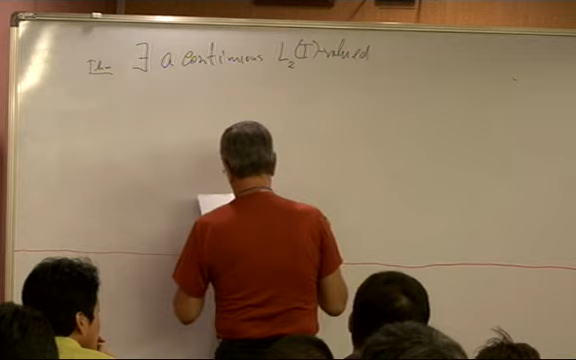 Thm ∃ a continuous L₂(I)-valued